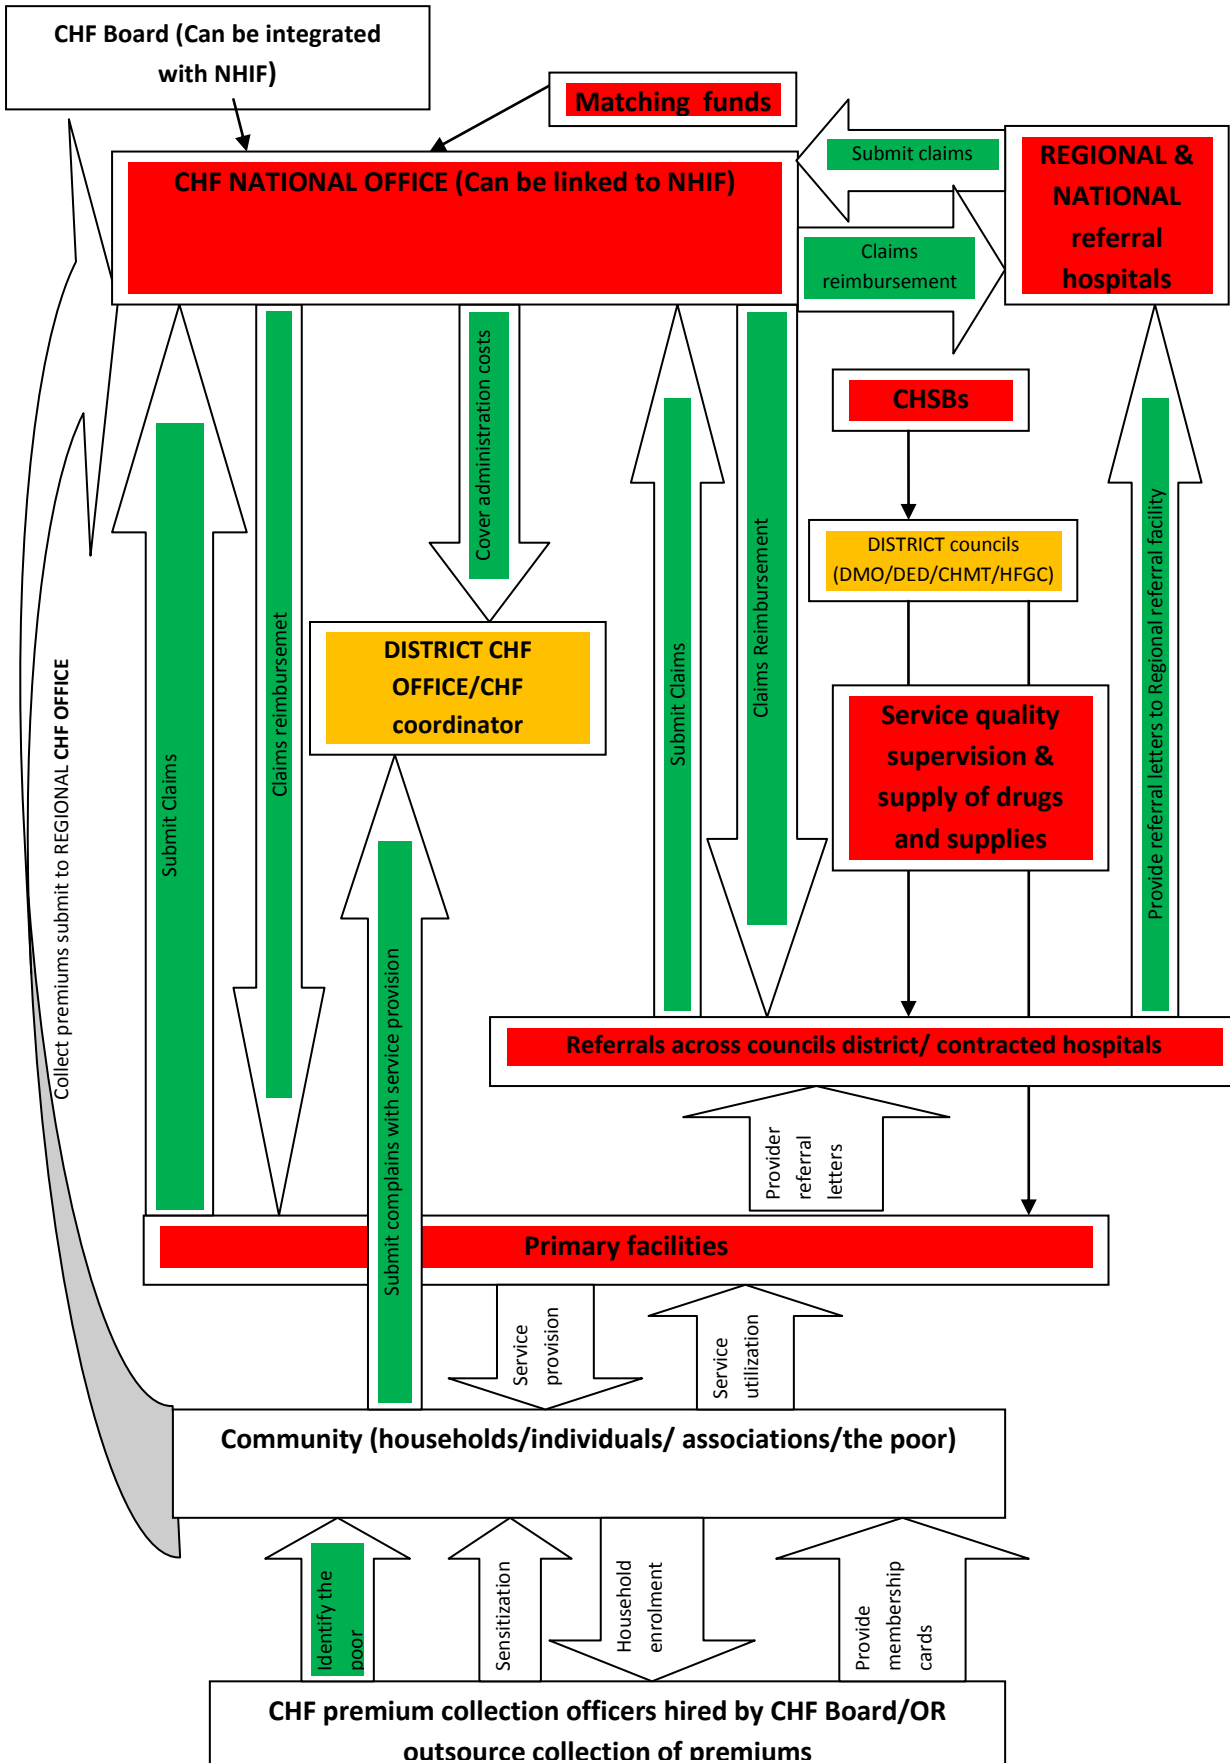 CHF Board (Can be integrated
with NHIF)
Matching funds
Submit claims
REGIONAL &
NATIONAL
referral
hospitals
CHF NATIONAL OFFICE (Can be linked to NHIF)
Claims
reimbursement
Cover administration costs
CHSBs
DISTRICT councils
(DMO/DED/CHMT/HFGC)
DISTRICT CHF
OFFICE/CHF
coordinator
Service quality
supervision &
supply of drugs
and supplies
Collect premiums submit to REGIONAL CHF OFFICE
Submit Claims
Claims reimbursemet
Submit complains with service provision
Submit Claims
Claims Reimbursement
Provide referral letters to Regional referral facility
Referrals across councils district/ contracted hospitals
Provider
referral
letters
Primary facilities
Service
provision
Service
utilization
Community (households/individuals/ associations/the poor)
Identify the
poor
Sensitization
Household
enrolment
Provide
membership
cards
CHF premium collection officers hired by CHF Board/OR
outsource collection of premiums